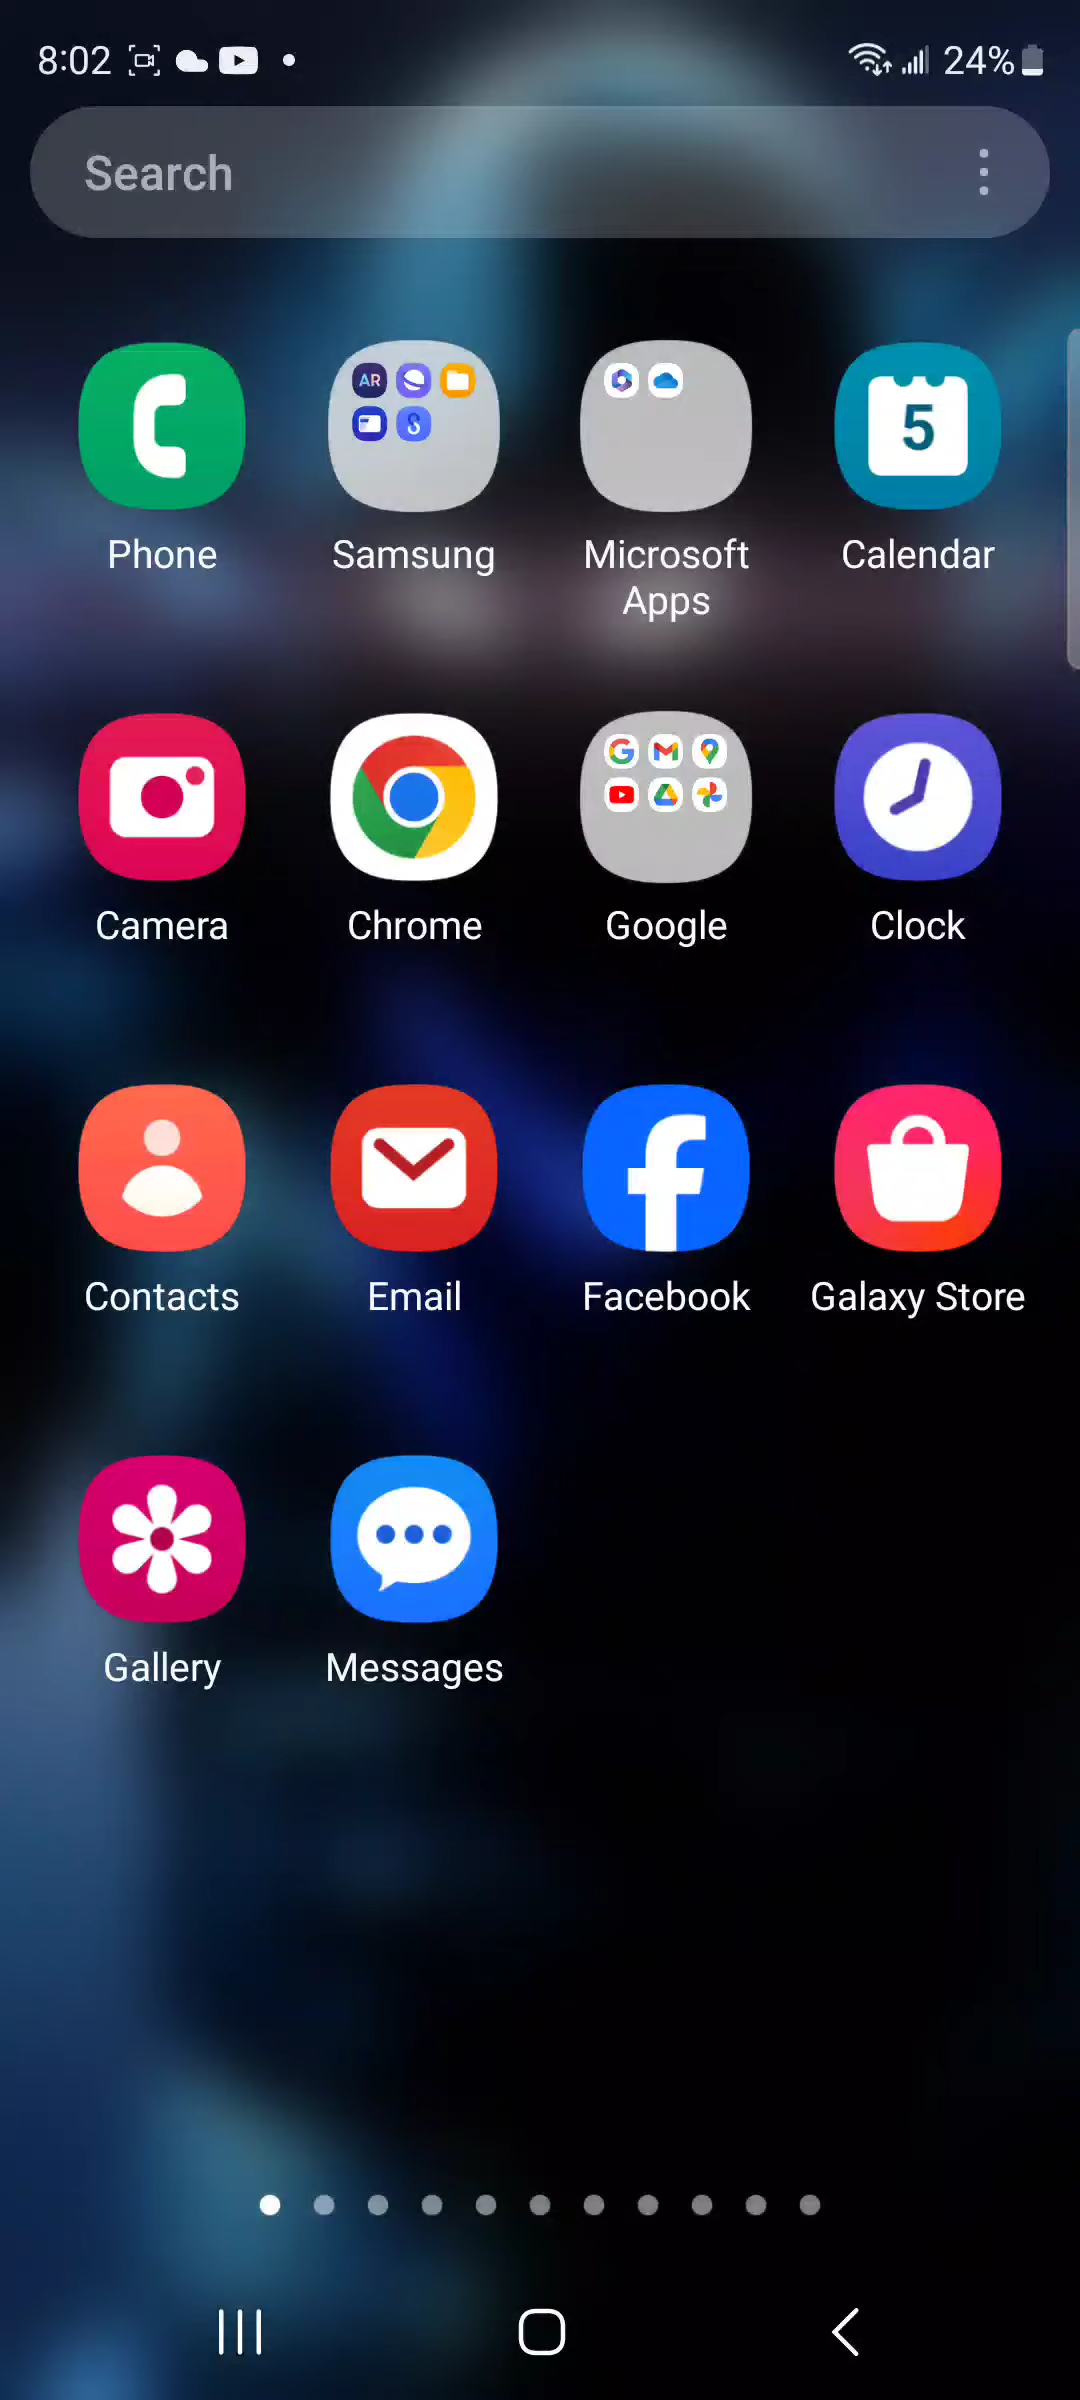 8:02 24%
Search
AR
5
Phone Samsung Microsoft Apps Calendar
Camera Chrome Google Clock
Contacts Email Facebook Galaxy Store
Gallery Messages